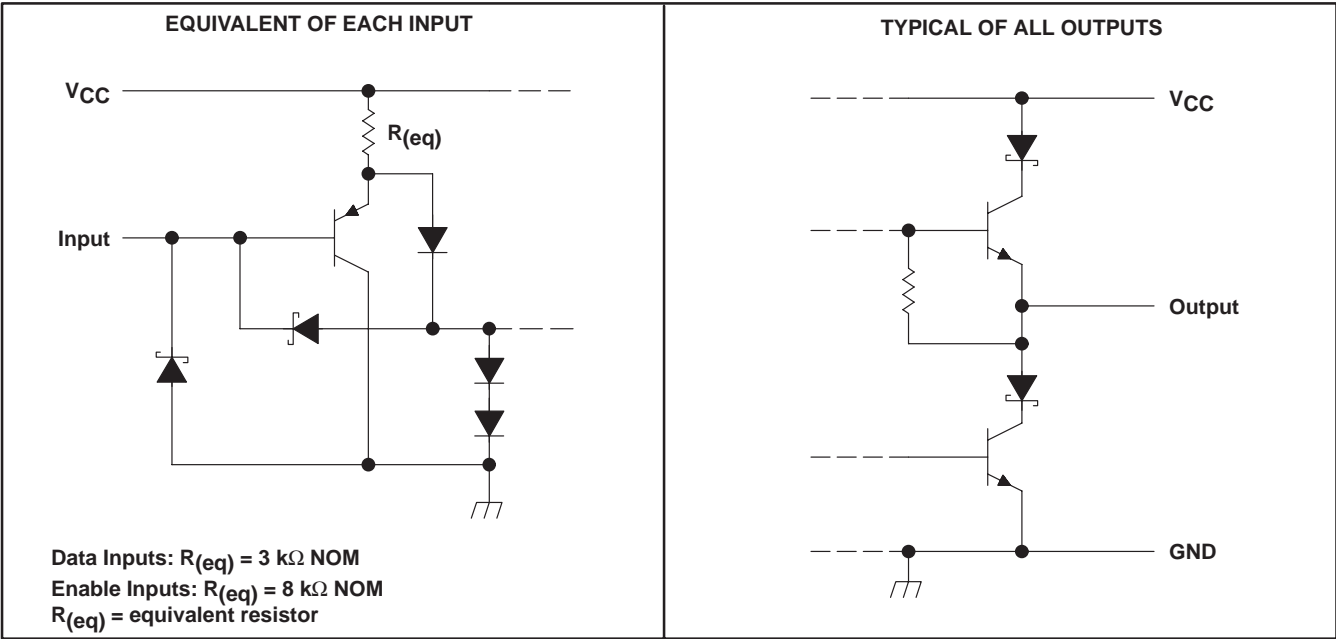 EQUIVALENT OF EACH INPUT
VCC
R(eq)
Input
Data Inputs: R(eq) = 3 kΩ NOM
Enable Inputs: R(eq) = 8 kΩ NOM
R(eq) = equivalent resistor
TYPICAL OF ALL OUTPUTS
VCC
Output
GND